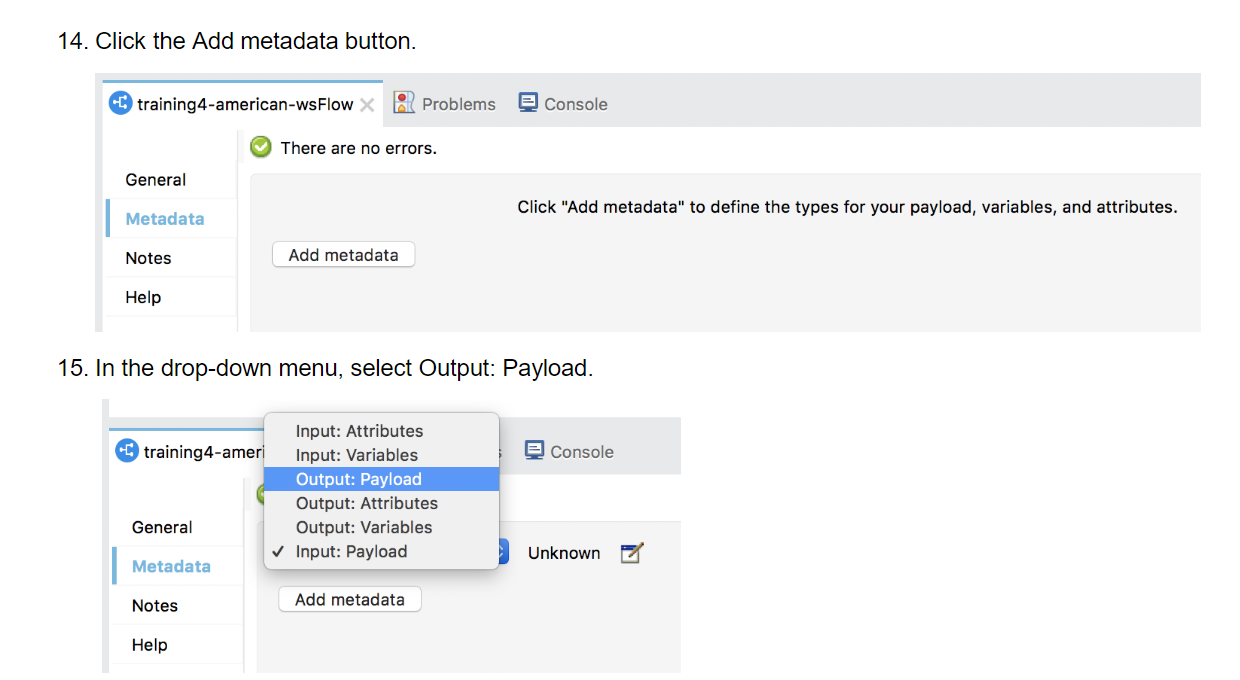 14. Click the Add metadata button.
training4-american-wsFlow Problems Console
There are no errors.
General
Click "Add metadata" to define the types for your payload, variables, and attributes.
Metadata
Notes
Add metadata
Help
15. In the drop-down menu, select Output: Payload.
Input: Attributes
training4-ameri
Input: Variables
Console
Output: Payload
Output: Attributes
General
Output: Variables
✓ Input: Payload
Unknown
Metadata
Add metadata
Notes
Help